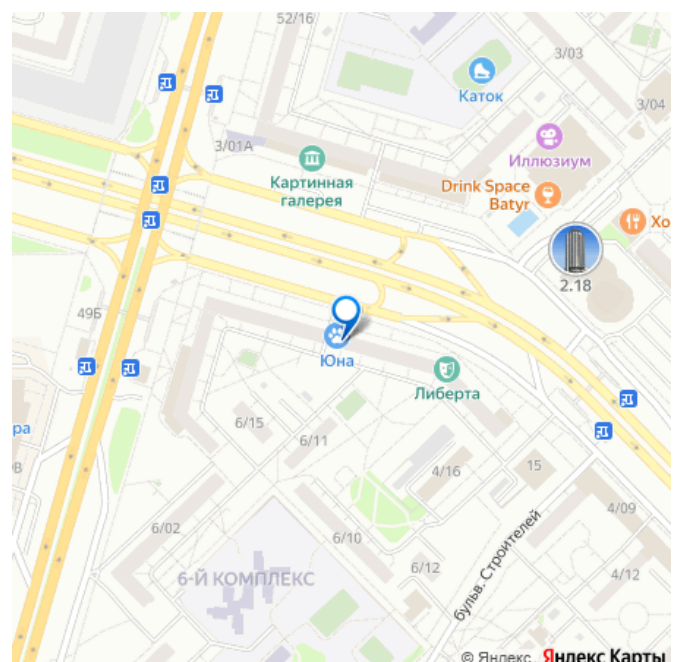 52/16
3/03
Каток
3/04
3/01А
Иллюзиум
Картинная
галерея
Drink Space
Batyr
Хо
2.18
49Б
Юна
Либерта
ра
6/15
6/11
9В
4/16
15
4/09
6/02
6/10
бульв. Строителей
6/12
6-Й КОМПЛЕКС
4/12
© Яндекс Яндекс Карты